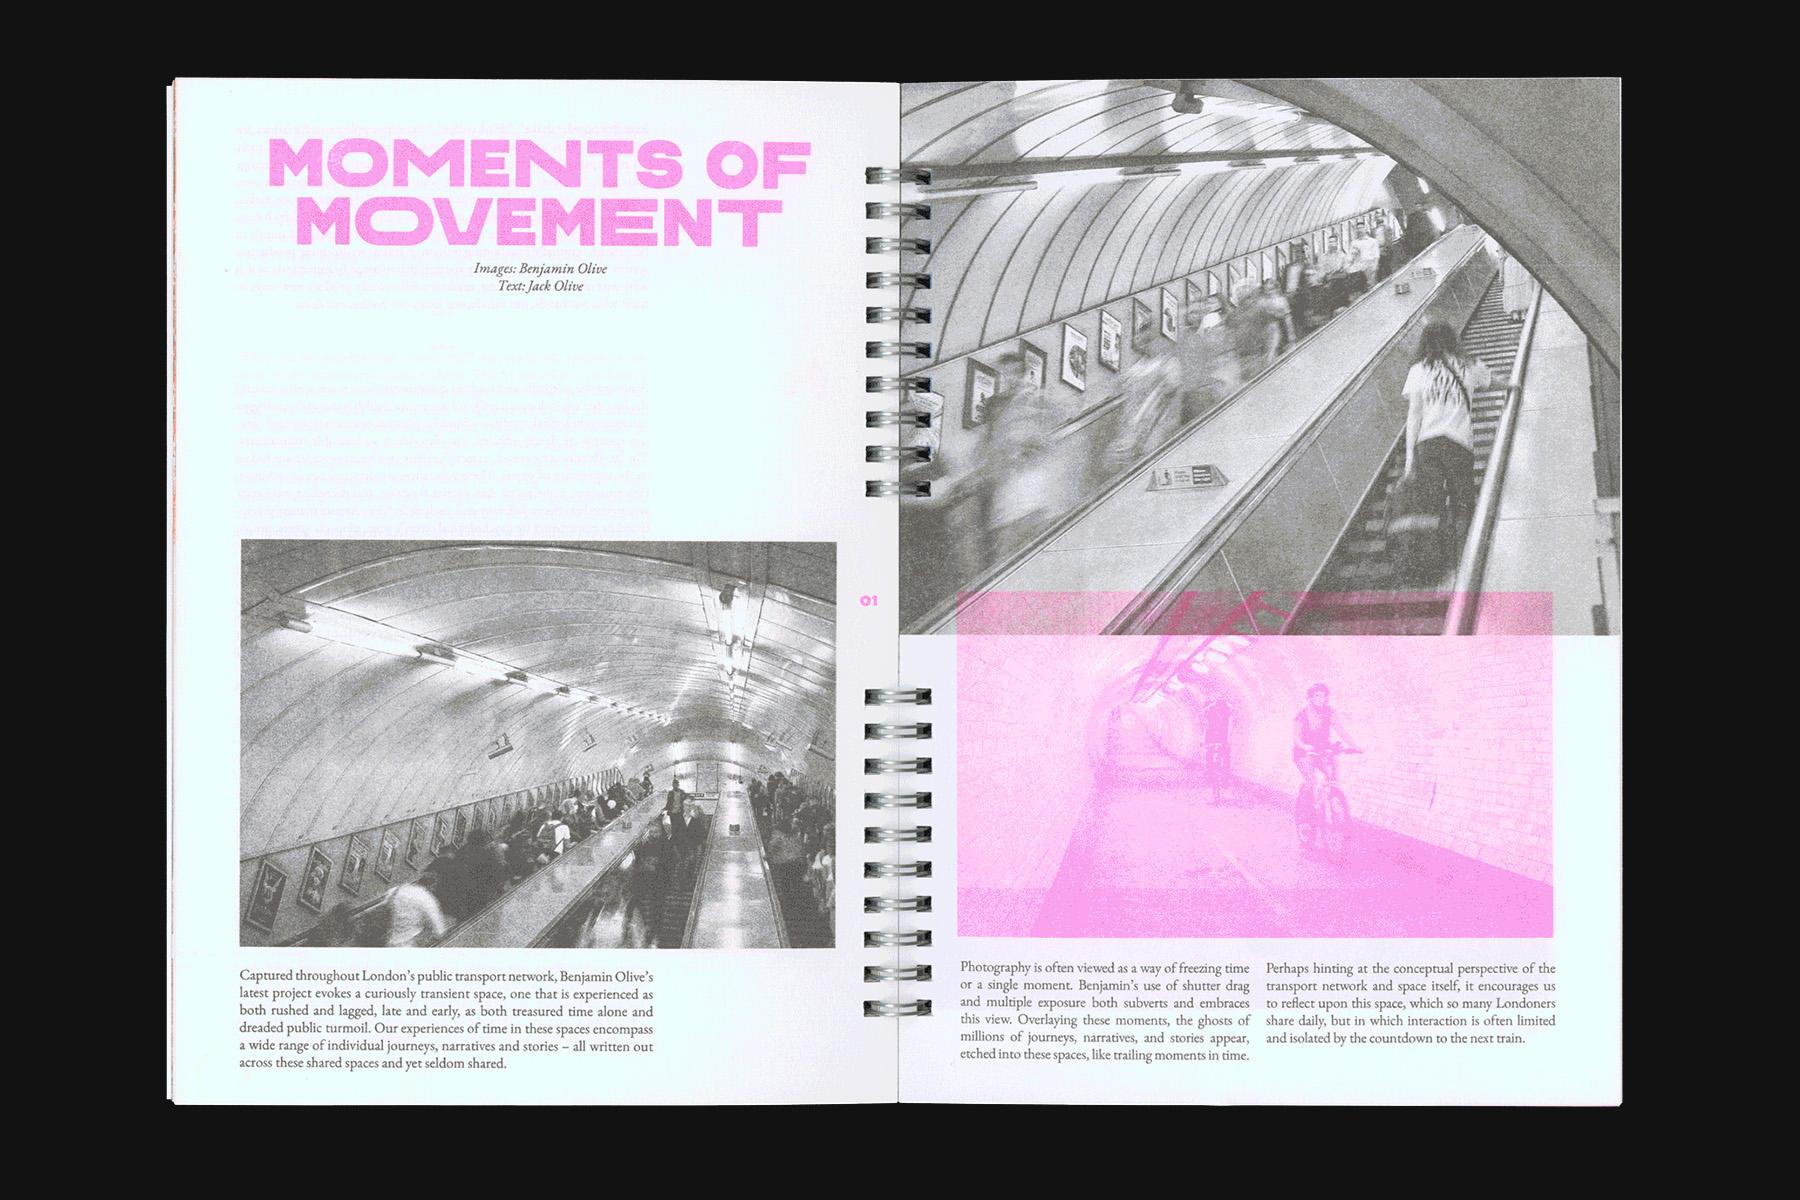 MOMENTS OF
MOVEMENT
Images: Benjamin Olive
Text: Jack Olive
Captured throughout London's public transport network, Benjamin Olive's
latest project evokes a curiously transient space, one that is experienced as
both rushed and lagged, late and early, as both treasured time alone and
dreaded public turmoil. Our experiences of time in these spaces encompass
a wide range of individual journeys, narratives and stories – all written out
across these shared spaces and yet seldom shared.
01
Photography is often viewed as a way of freezing time
or a single moment. Benjamin's use of shutter drag
and multiple exposure both subverts and embraces
this view. Overlaying these moments, the ghosts of
millions of journeys, narratives, and stories appear,
etched into these spaces, like trailing moments in time.
Perhaps hinting at the conceptual perspective of the
transport network and space itself, it encourages us
to reflect upon this space, which so many Londoners
share daily, but in which interaction is often limited
and isolated by the countdown to the next train.